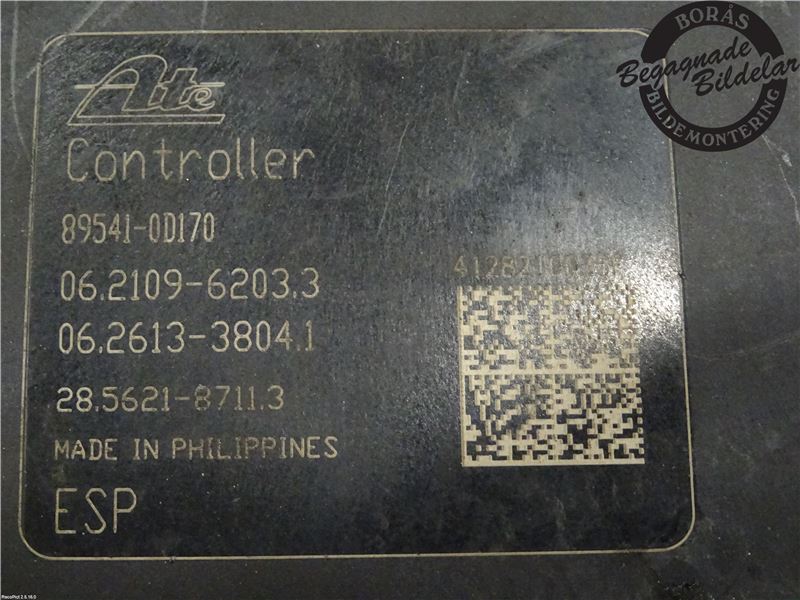 BORÅS
Begagnade
Bildelar
BILDEMONTERING
Ate
Controller
89541-0D170
06.2109-6203.3
06.2613-3804.1
28.5621-8711.3
MADE IN PHILIPPINES
ESP